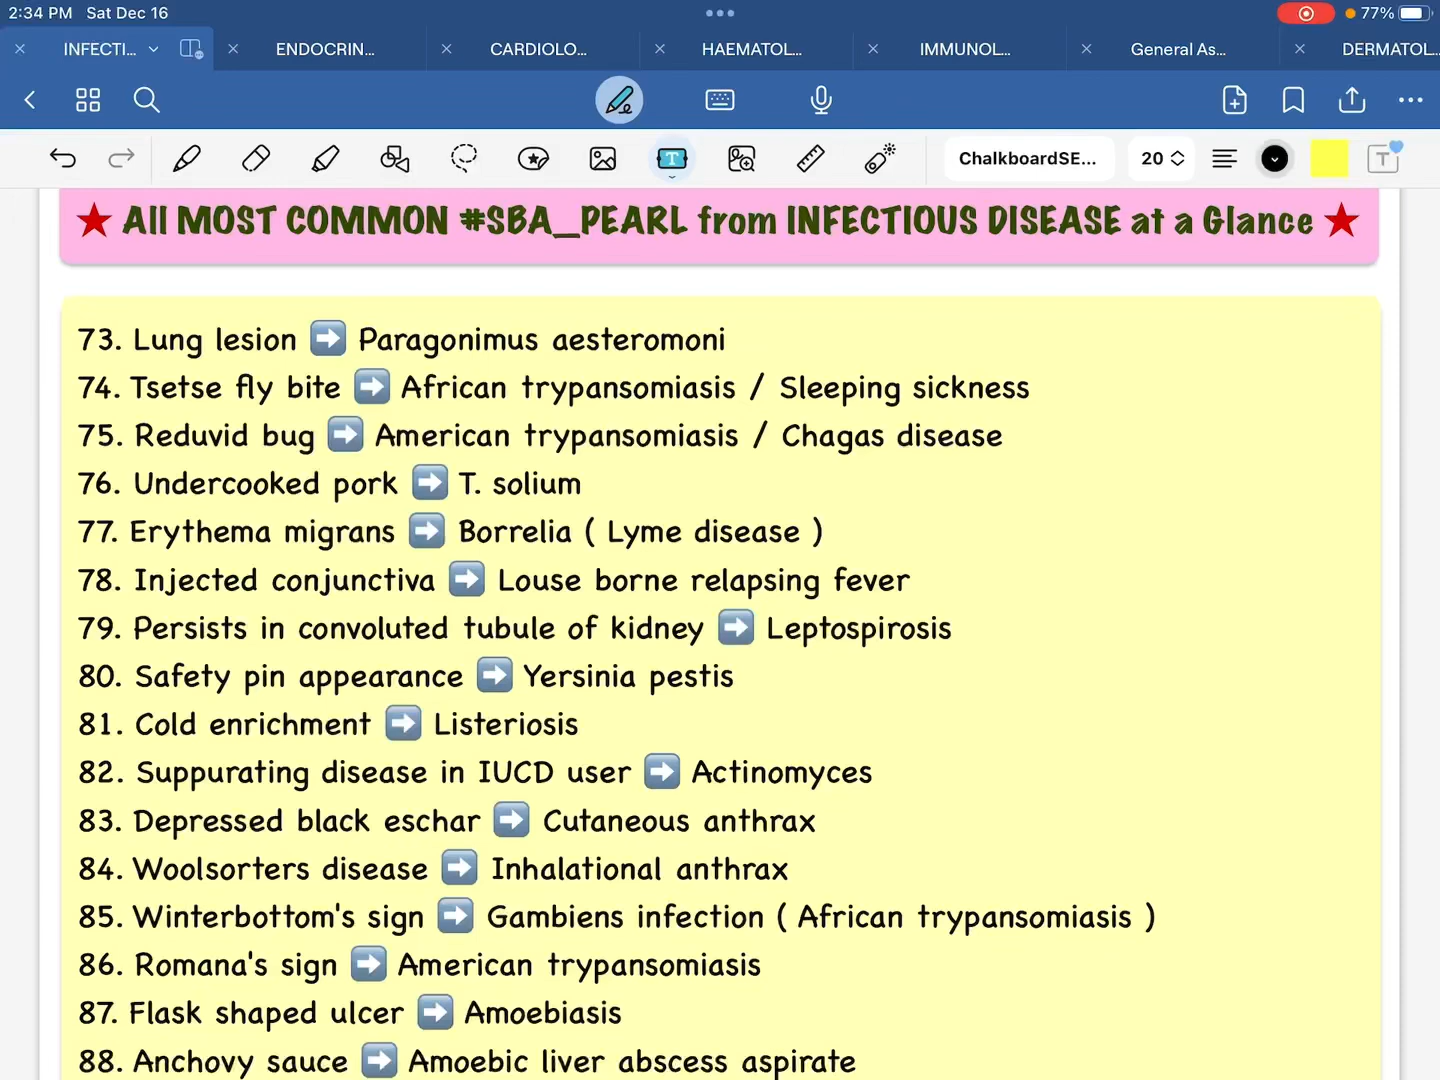 2:34 PM Sat Dec 16
77%
INFECTI... ENDOCRIN... CARDIOLO... HAEMATOL... IMMUNOL... General As... DERMATOL...
ChalkboardSE... 20
All MOST COMMON #SBA_PEARL from INFECTIOUS DISEASE at a Glance
73. Lung lesion ➡ Paragonimus aesteromoni
74. Tsetse fly bite ➡ African trypansomiasis / Sleeping sickness
75. Reduvid bug ➡ American trypansomiasis / Chagas disease
76. Undercooked pork ➡ T. solium
77. Erythema migrans ➡ Borrelia ( Lyme disease )
78. Injected conjunctiva ➡ Louse borne relapsing fever
79. Persists in convoluted tubule of kidney ➡ Leptospirosis
80. Safety pin appearance ➡ Yersinia pestis
81. Cold enrichment ➡ Listeriosis
82. Suppurating disease in IUCD user ➡ Actinomyces
83. Depressed black eschar ➡ Cutaneous anthrax
84. Woolsorters disease ➡ Inhalational anthrax
85. Winterbottom's sign ➡ Gambiens infection ( African trypansomiasis )
86. Romana's sign ➡ American trypansomiasis
87. Flask shaped ulcer ➡ Amoebiasis
88. Anchovy sauce ➡ Amoebic liver abscess aspirate